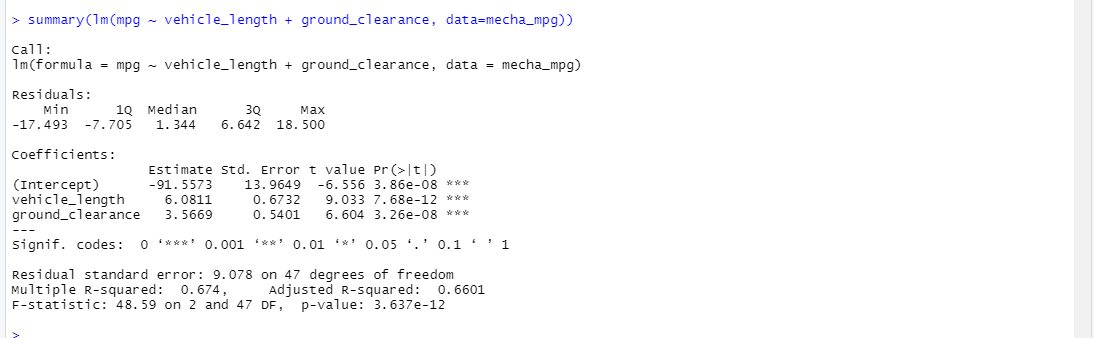 > summary(lm(mpg ~ vehicle_length + ground_clearance, data=mecha_mpg))
Call:
lm(formula = mpg ~ vehicle_length + ground_clearance, data = mecha_mpg)
Residuals:
    Min      1Q  Median      3Q     Max
-17.493  -7.705   1.344   6.642  18.500
Coefficients:
                 Estimate Std. Error t value Pr(>|t|)
(Intercept)      -91.5573    13.9649  -6.556 3.86e-08 ***
vehicle_length     6.0811     0.6732   9.033 7.68e-12 ***
ground_clearance   3.5669     0.5401   6.604 3.26e-08 ***
---
Signif. codes:  0 ‘***’ 0.001 ‘**’ 0.01 ‘*’ 0.05 ‘.’ 0.1 ‘ ’ 1
Residual standard error: 9.078 on 47 degrees of freedom
Multiple R-squared:  0.674,	Adjusted R-squared:  0.6601
F-statistic: 48.59 on 2 and 47 DF,  p-value: 3.637e-12
>